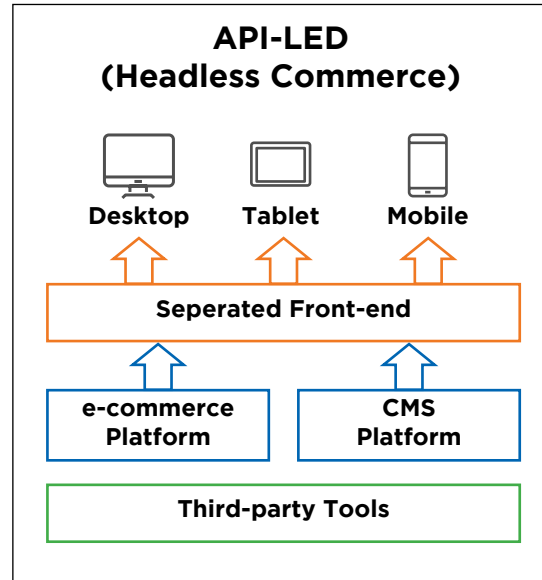 API-LED
(Headless Commerce)
Desktop Tablet Mobile
Seperated Front-end
e-commerce
Platform
CMS
Platform
Third-party Tools